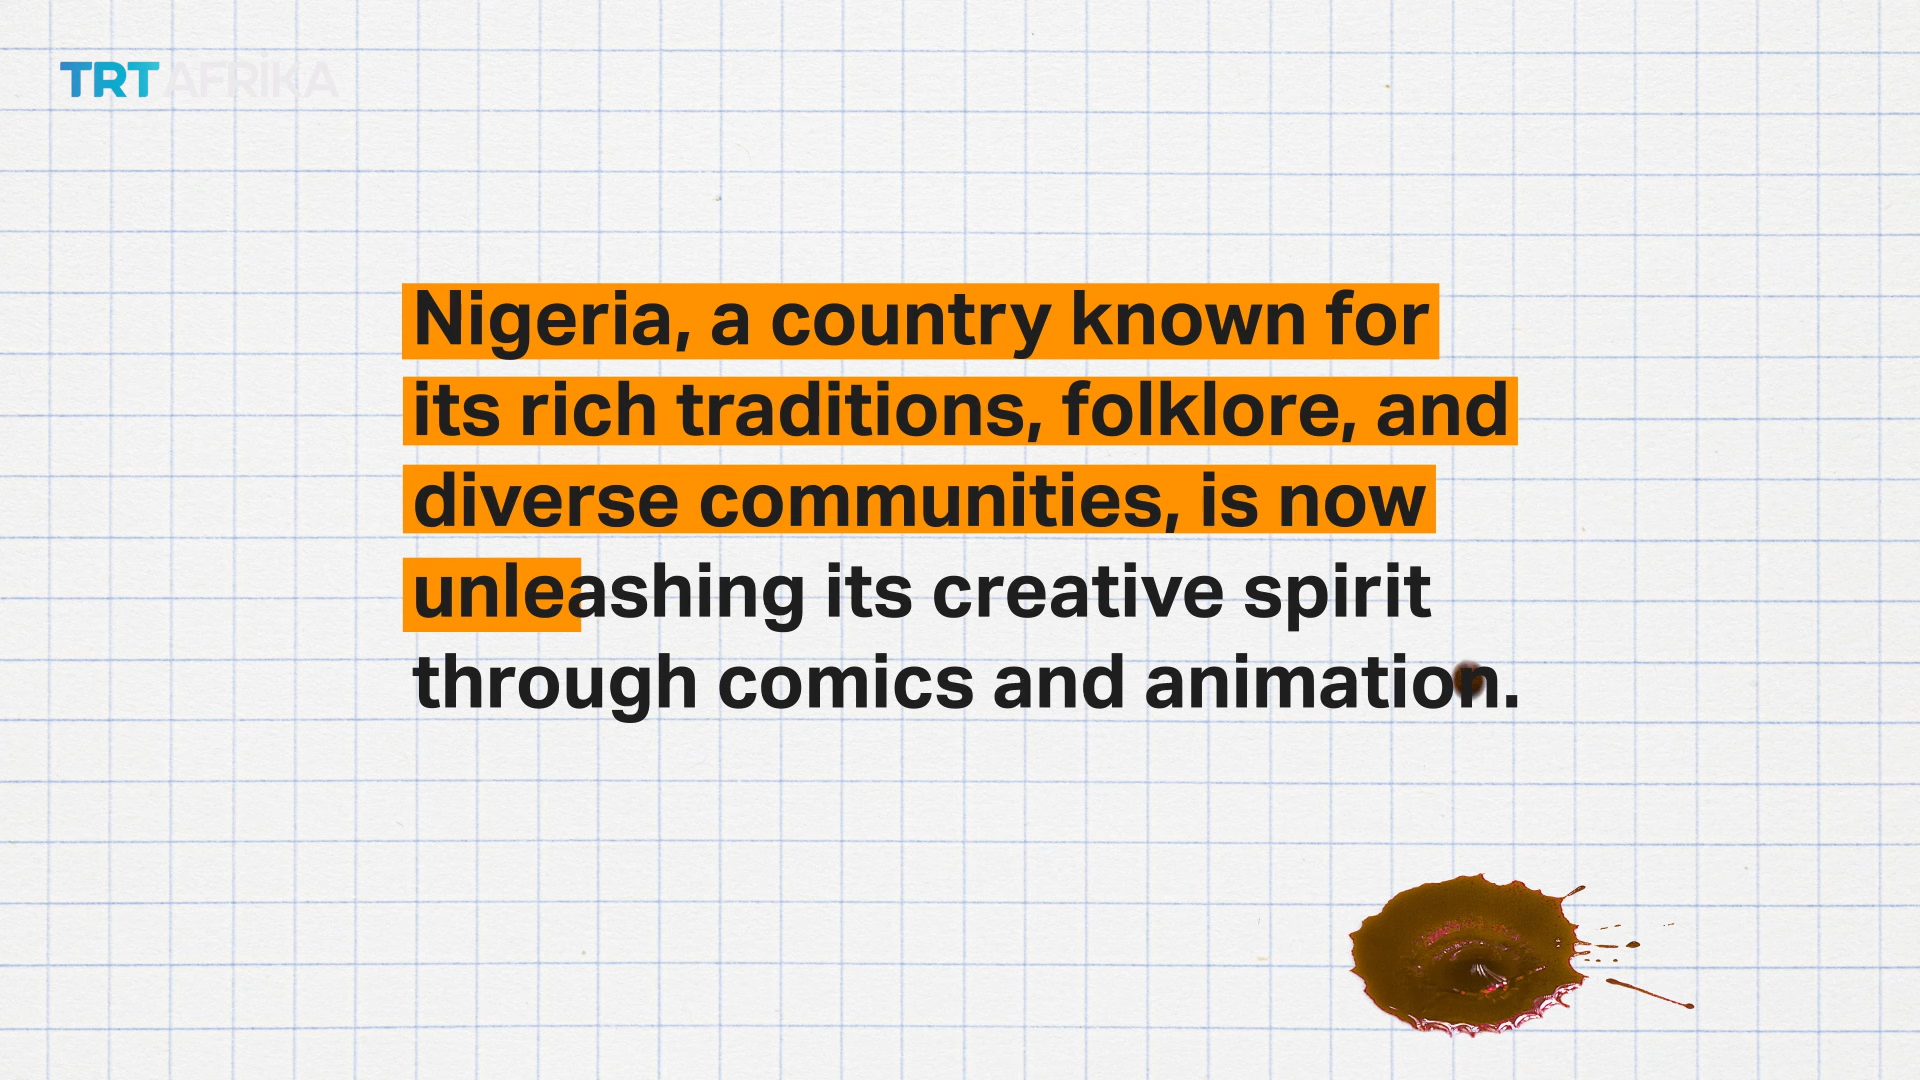 TRT AFRIKA
Nigeria, a country known for
its rich traditions, folklore, and
diverse communities, is now
unleashing its creative spirit
through comics and animation.